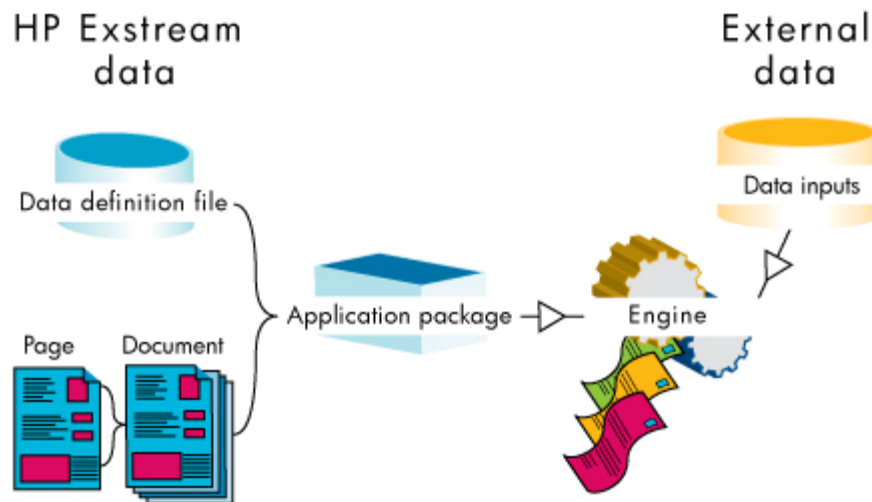 HP Exstream
data
External
data
Data definition file
Data inputs
Application package
Engine
Page
Document